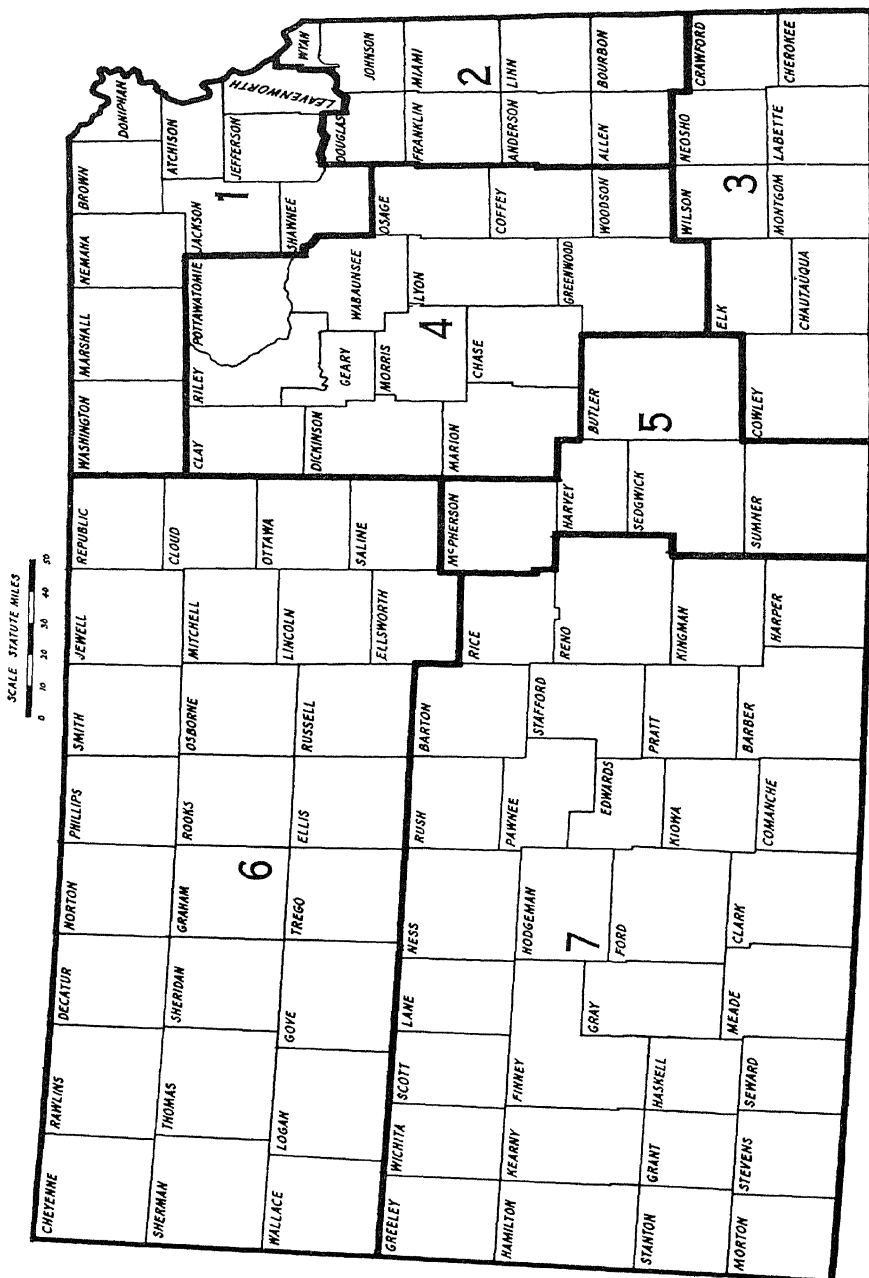 SCALE STATUTE MILES
0 10 20 30 40 50
CHEYENNE
RAWLINS
DECATUR
NORTON
PHILLIPS
SMITH
JEWELL
REPUBLIC
WASHINGTON
MARSHALL
NEMAHA
BROWN
DONIPHAN
SHERMAN
THOMAS
SHERIDAN
GRAHAM
ROOKS
OSBORNE
MITCHELL
CLOUD
CLAY
RILEY
POTTAWATOMIE
JACKSON
ATCHISON
JEFFERSON
LEAVENWORTH
WYAN
1
WALLACE
LOGAN
GOVE
TREGO
ELLIS
RUSSELL
LINCOLN
OTTAWA
6
ELLSWORTH
SALINE
DICKINSON
GEARY
MORRIS
WABAUNSEE
SHAWNEE
OSAGE
DOUGLAS
JOHNSON
GREELEY
WICHITA
SCOTT
LANE
NESS
RUSH
BARTON
RICE
McPHERSON
MARION
CHASE
4
LYON
COFFEY
FRANKLIN
MIAMI
2
ANDERSON
LINN
HAMILTON
KEARNY
FINNEY
HODGEMAN
PAWNEE
STAFFORD
RENO
HARVEY
BUTLER
GREENWOOD
WOODSON
ALLEN
BOURBON
7
GRAY
FORD
EDWARDS
PRATT
KINGMAN
SEDGWICK
5
ELK
WILSON
NEOSHO
CRAWFORD
STANTON
GRANT
HASKELL
KIOWA
3
MORTON
STEVENS
SEWARD
MEADE
CLARK
COMANCHE
BARBER
HARPER
SUMNER
COWLEY
CHAUTAUQUA
MONTGOM
LABETTE
CHEROKEE